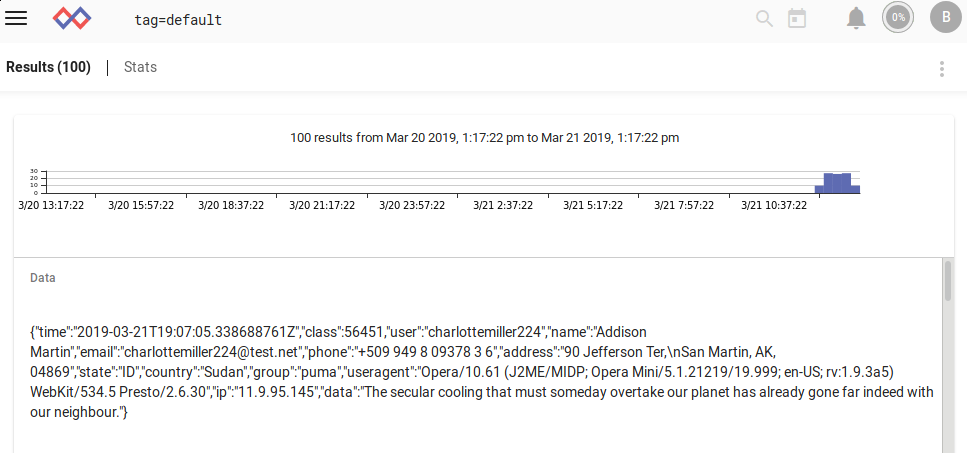 tag=default
0%
B
Results (100) | Stats
100 results from Mar 20 2019, 1:17:22 pm to Mar 21 2019, 1:17:22 pm
30
20
10
0
3/20 13:17:22 3/20 15:57:22 3/20 18:37:22 3/20 21:17:22 3/20 23:57:22 3/21 2:37:22 3/21 5:17:22 3/21 7:57:22 3/21 10:37:22
Data
{"time":"2019-03-21T19:07:05.338688761Z","class":56451,"user":"charlottemiller224","name":"Addison
Martin","email":"charlottemiller224@test.net","phone":"+509 949 8 09378 3 6","address":"90 Jefferson Ter,\nSan Martin, AK,
04869","state":"ID","country":"Sudan","group":"puma","useragent":"Opera/10.61 (J2ME/MIDP; Opera Mini/5.1.21219/19.999; en-US; rv:1.9.3a5)
WebKit/534.5 Presto/2.6.30","ip":"11.9.95.145","data":"The secular cooling that must someday overtake our planet has already gone far indeed with
our neighbour."}